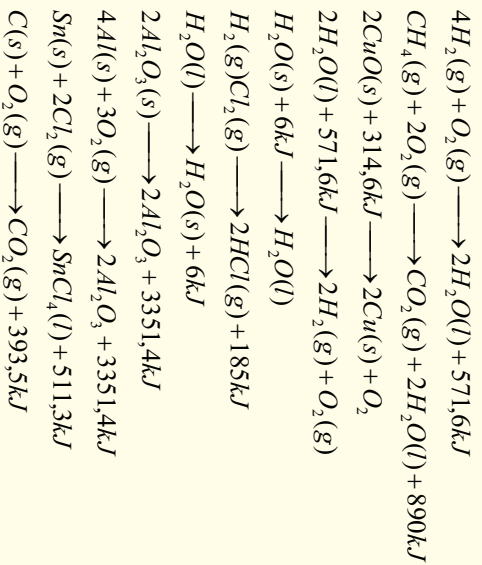 4H₂(g) + O₂(g) ⟶ 2H₂O(l) + 571,6kJ
CH₄(g) + 2O₂(g) ⟶ CO₂(g) + 2H₂O(l) + 890kJ
2CuO(s) + 314,6kJ ⟶ 2Cu(s) + O₂
2H₂O(l) + 571,6kJ ⟶ 2H₂(g) + O₂(g)
H₂O(s) + 6kJ ⟶ H₂O(l)
H₂(g)Cl₂(g) ⟶ 2HCl(g) + 185kJ
H₂O(l) ⟶ H₂O(s) + 6kJ
2Al₂O₃(s) ⟶ 2Al₂O₃ + 3351,4kJ
4Al(s) + 3O₂(g) ⟶ 2Al₂O₃ + 3351,4kJ
Sn(s) + 2Cl₂(g) ⟶ SnCl₄(l) + 511,3kJ
C(s) + O₂(g) ⟶ CO₂(g) + 393,5kJ